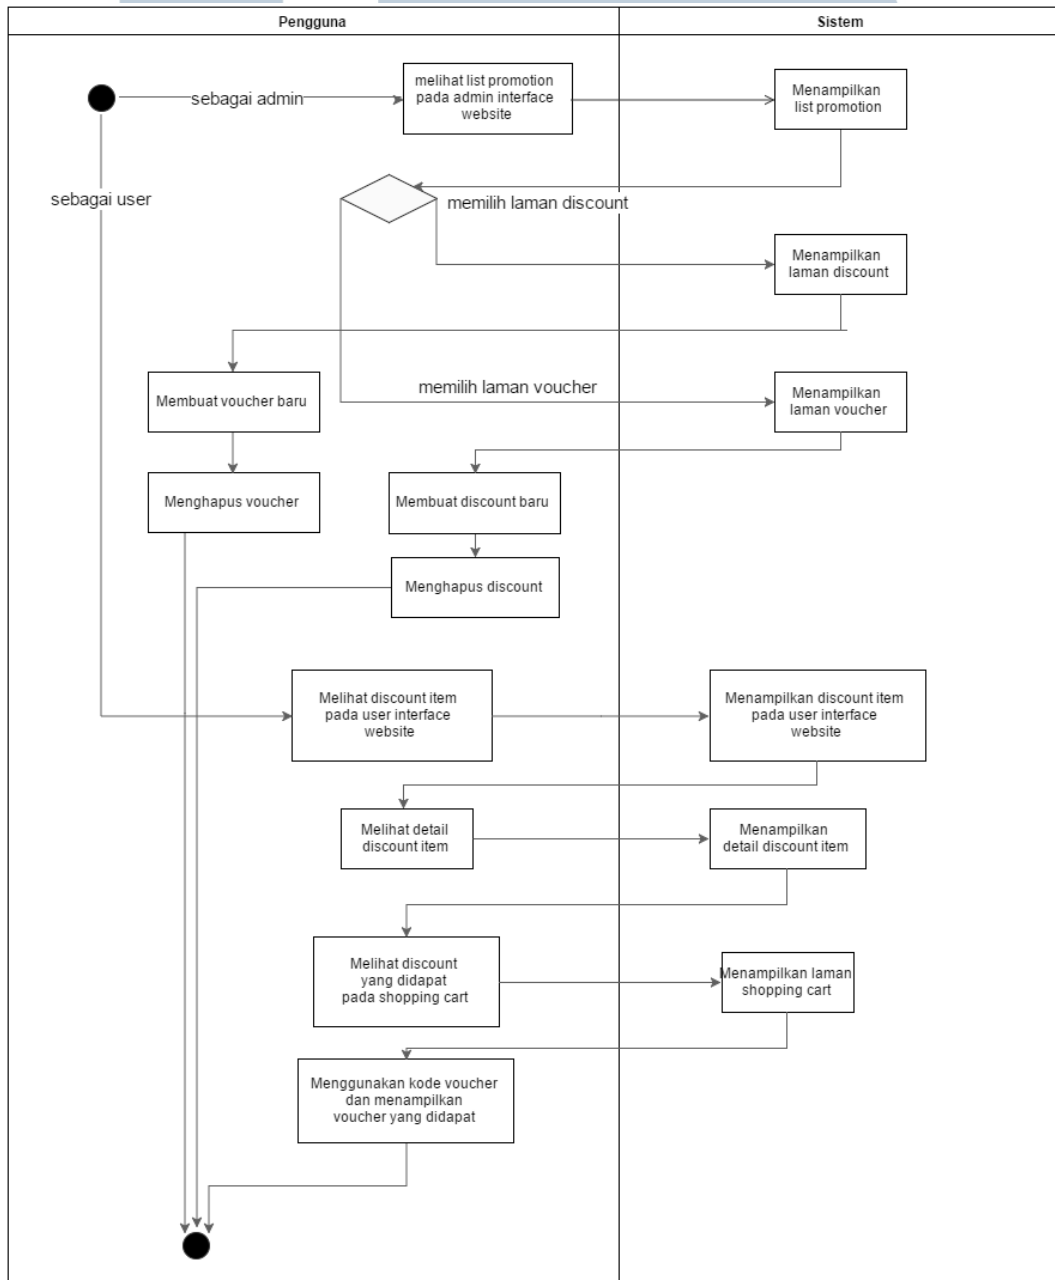 Pengguna
Sistem
sebagai admin
melihat list promotion
pada admin interface
website
Menampilkan
list promotion
sebagai user
memilih laman discount
Menampilkan
laman discount
Membuat voucher baru
memilih laman voucher
Menampilkan
laman voucher
Menghapus voucher
Membuat discount baru
Menghapus discount
Melihat discount item
pada user interface
website
Menampilkan discount item
pada user interface
website
Melihat detail
discount item
Menampilkan
detail discount item
Melihat discount
yang didapat
pada shopping cart
Menampilkan laman
shopping cart
Menggunakan kode voucher
dan menampilkan
voucher yang didapat